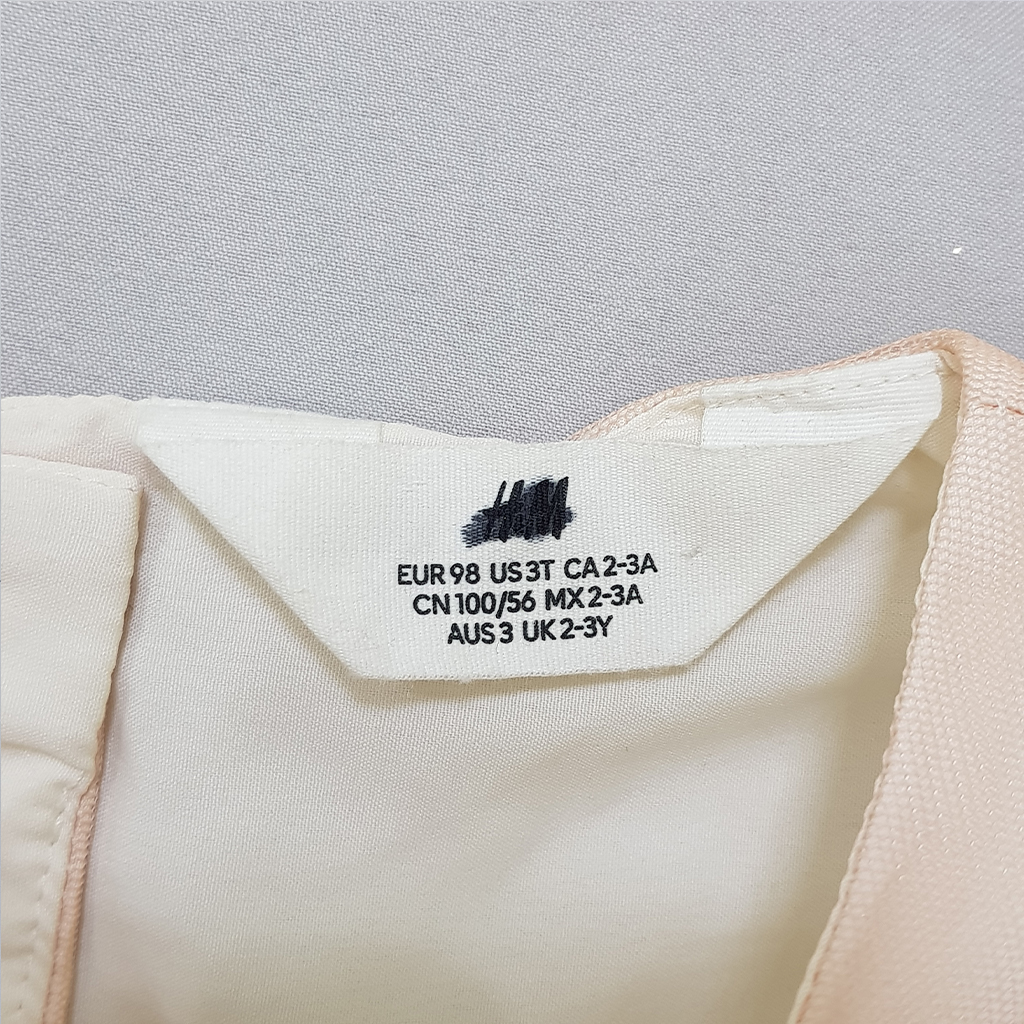 H&M
EUR 98 US 3T CA 2-3A
CN 100/56 MX 2-3A
AUS 3 UK 2-3Y